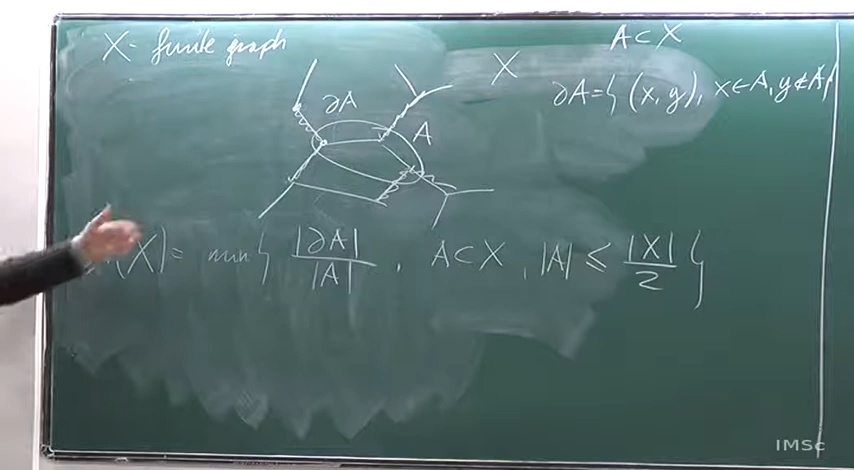 X - finite graph
A ⊂ X
∂A
X
∂A = { (x, y), x ∈ A, y ∉ A }
A
(X) = min { |∂A| / |A| , A ⊂ X , |A| ≤ |X| / 2 }
IMSc